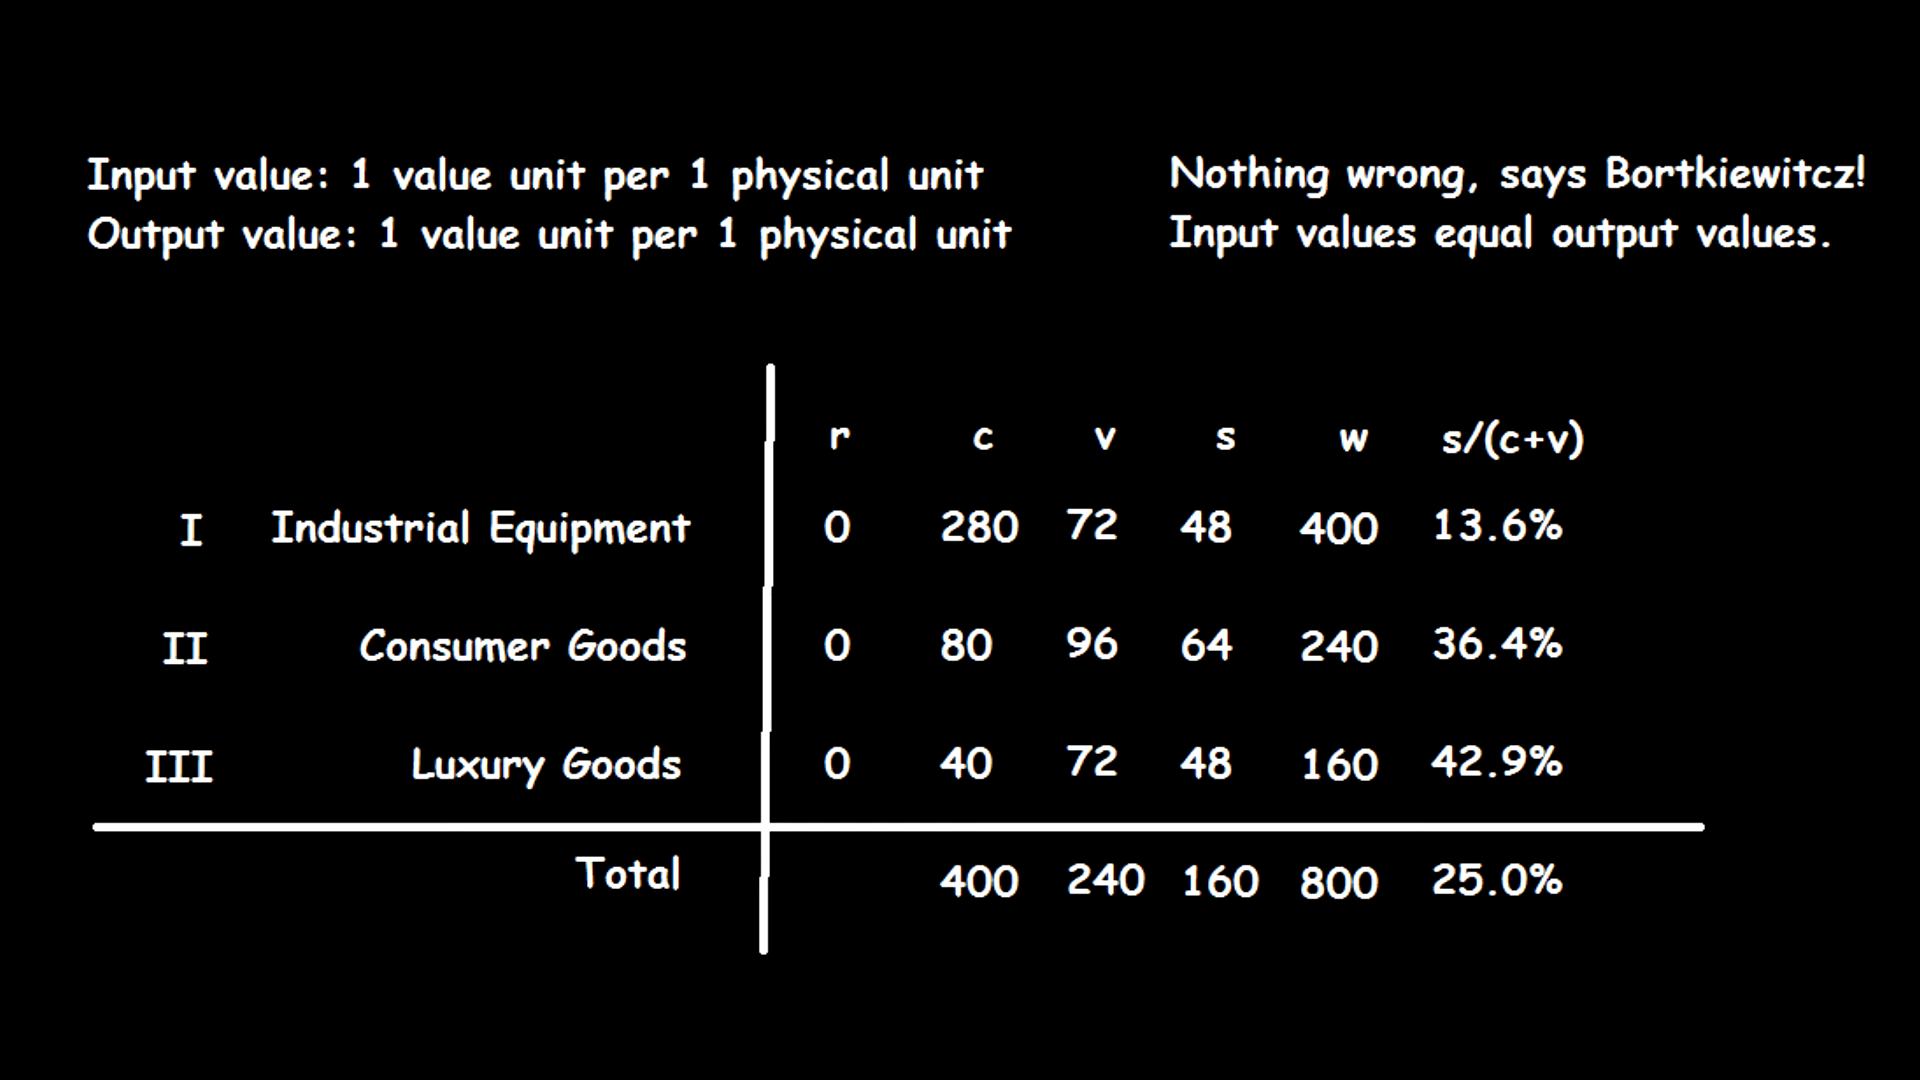 Input value: 1 value unit per 1 physical unit
Output value: 1 value unit per 1 physical unit
Nothing wrong, says Bortkiewitcz!
Input values equal output values.
r c v s w s/(c+v)
I Industrial Equipment 0 280 72 48 400 13.6%
II Consumer Goods 0 80 96 64 240 36.4%
III Luxury Goods 0 40 72 48 160 42.9%
Total 400 240 160 800 25.0%